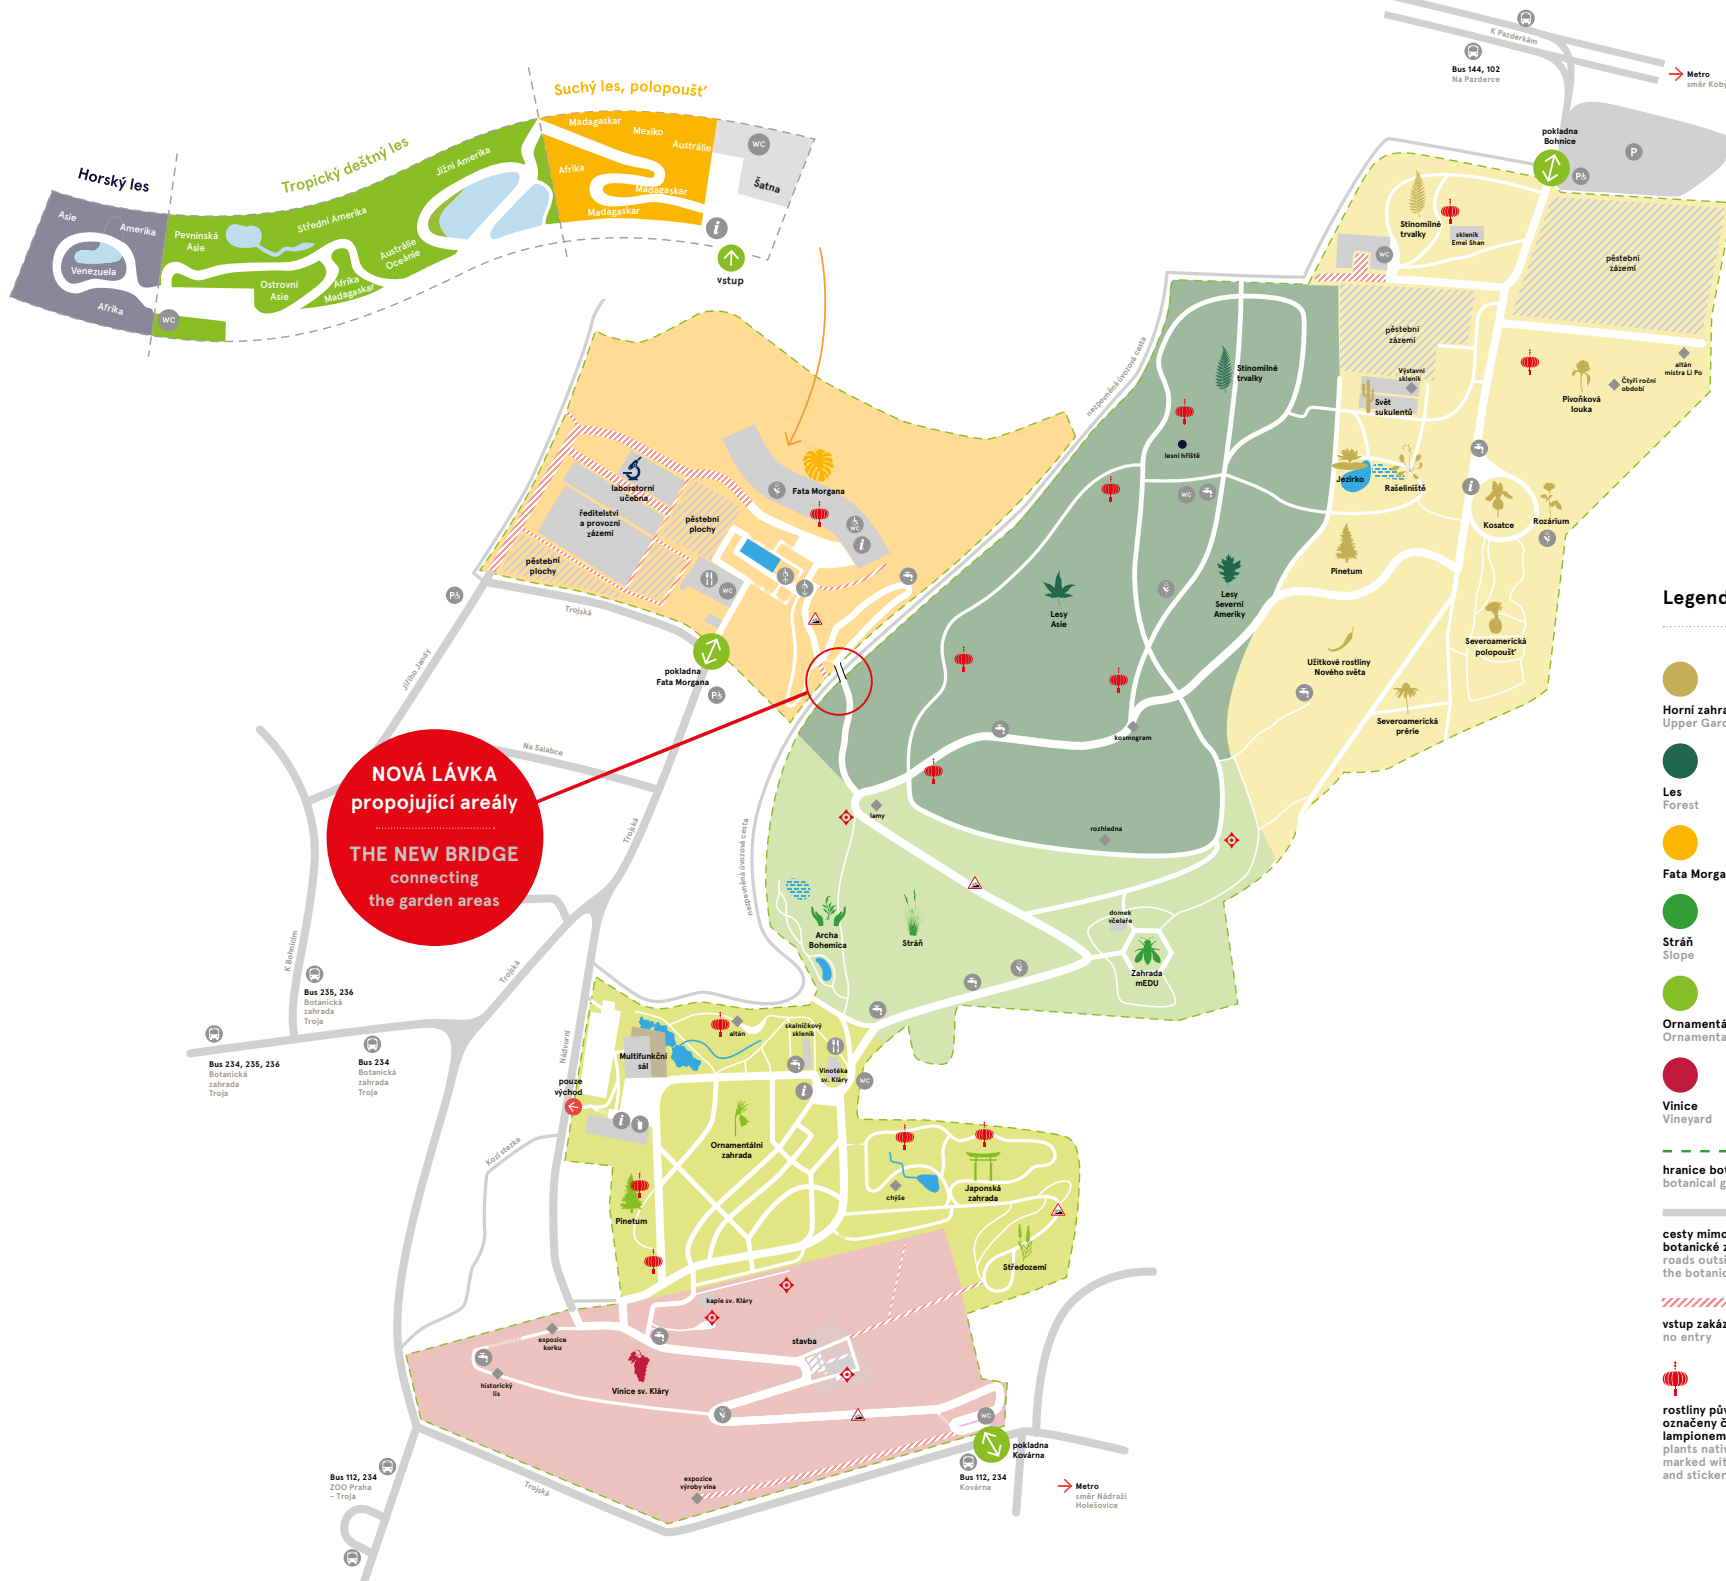 Suchý les, polopoušť
Madagaskar
Mexiko
Austrálie
Afrika
Madagaskar
Madagaskar
WC
Šatna
i
vstup
Tropický deštný les
Jižní Amerika
Střední Amerika
Pevninská
Asie
Austrálie
Oceánie
Ostrovní
Asie
Afrika
Madagaskar
Horský les
Asie
Amerika
Venezuela
Afrika
WC
K Pazderkám
Bus 144, 102
Na Pazderce
Metro
směr Koby
pokladna
Bohnice
P
P
Stínomilné
trvalky
skleník
Emei Shan
WC
pěstební
zázemí
pěstební
zázemí
Výstavní
skleník
Svět
sukulentů
Pivoňková
louka
Čtyři roční
období
altán
mistra Li Po
Jezírko
Rašeliniště
i
Kosatce
Rozárium
Pinetum
Severoamerická
polopoušť
Užitkové rostliny
Nového světa
Severoamerická
prérie
nezpevněná úvozová cesta
Stínomilné
trvalky
lesní hřiště
WC
Lesy
Asie
Lesy
Severní
Ameriky
kosmogram
rozhledna
lamy
laboratorní
učebna
ředitelství
a provozní
zázemí
pěstební
plochy
pěstební
plochy
Fata Morgana
WC
i
WC
P
Trojská
pokladna
Fata Morgana
P
Jiřího Jandy
Na Salabce
Trojská
NOVÁ LÁVKA
propojující areály
THE NEW BRIDGE
connecting
the garden areas
nezpevněná úvozová cesta
K Bohnicím
Trojská
Archa
Bohemica
Stráň
domek
včelaře
Zahrada
mEDU
Bus 235, 236
Botanická
zahrada
Troja
Bus 234, 235, 236
Botanická
zahrada
Troja
Bus 234
Botanická
zahrada
Troja
Nádvorní
Multifunkční
sál
altán
skalničkový
skleník
Vinotéka
sv. Kláry
WC
i
pouze
východ
i
Ornamentální
zahrada
Kozí stezka
Pinetum
chýše
Japonská
zahrada
Středozemí
kaple sv. Kláry
expozice
korku
historický
lis
Vinice sv. Kláry
stavba
WC
pokladna
Kovárna
Bus 112, 234
Kovárna
expozice
výroby vína
Trojská
Bus 112, 234
ZOO Praha
– Troja
Metro
směr Nádraží
Holešovice
Legend
Horní zahra
Upper Gard
Les
Forest
Fata Morga
Stráň
Slope
Ornamentá
Ornamenta
Vinice
Vineyard
hranice bot
botanical g
cesty mimo
botanické z
roads outsi
the botanic
vstup zakáz
no entry
rostliny pův
označeny č
lampionem
plants nativ
marked wit
and sticker